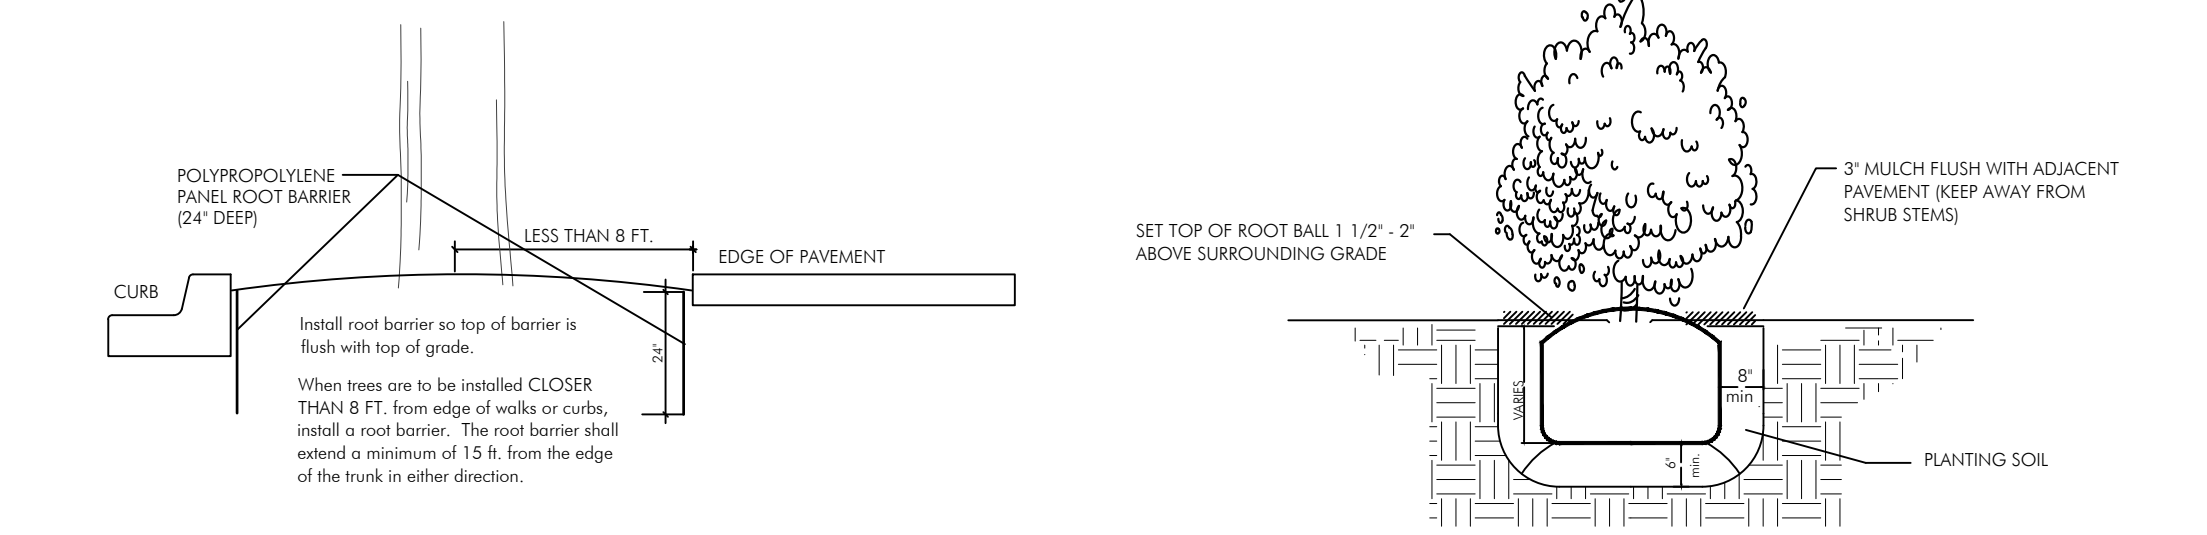 POLYPROPOLYLENE
PANEL ROOT BARRIER
(24" DEEP)
LESS THAN 8 FT.
EDGE OF PAVEMENT
CURB
Install root barrier so top of barrier is
flush with top of grade.
24"
When trees are to be installed CLOSER
THAN 8 FT. from edge of walks or curbs,
install a root barrier.  The root barrier shall
extend a minimum of 15 ft. from the edge
of the trunk in either direction.
SET TOP OF ROOT BALL 1 1/2" - 2"
ABOVE SURROUNDING GRADE
3" MULCH FLUSH WITH ADJACENT
PAVEMENT (KEEP AWAY FROM
SHRUB STEMS)
VARIES
8"
min
6"
min.
PLANTING SOIL